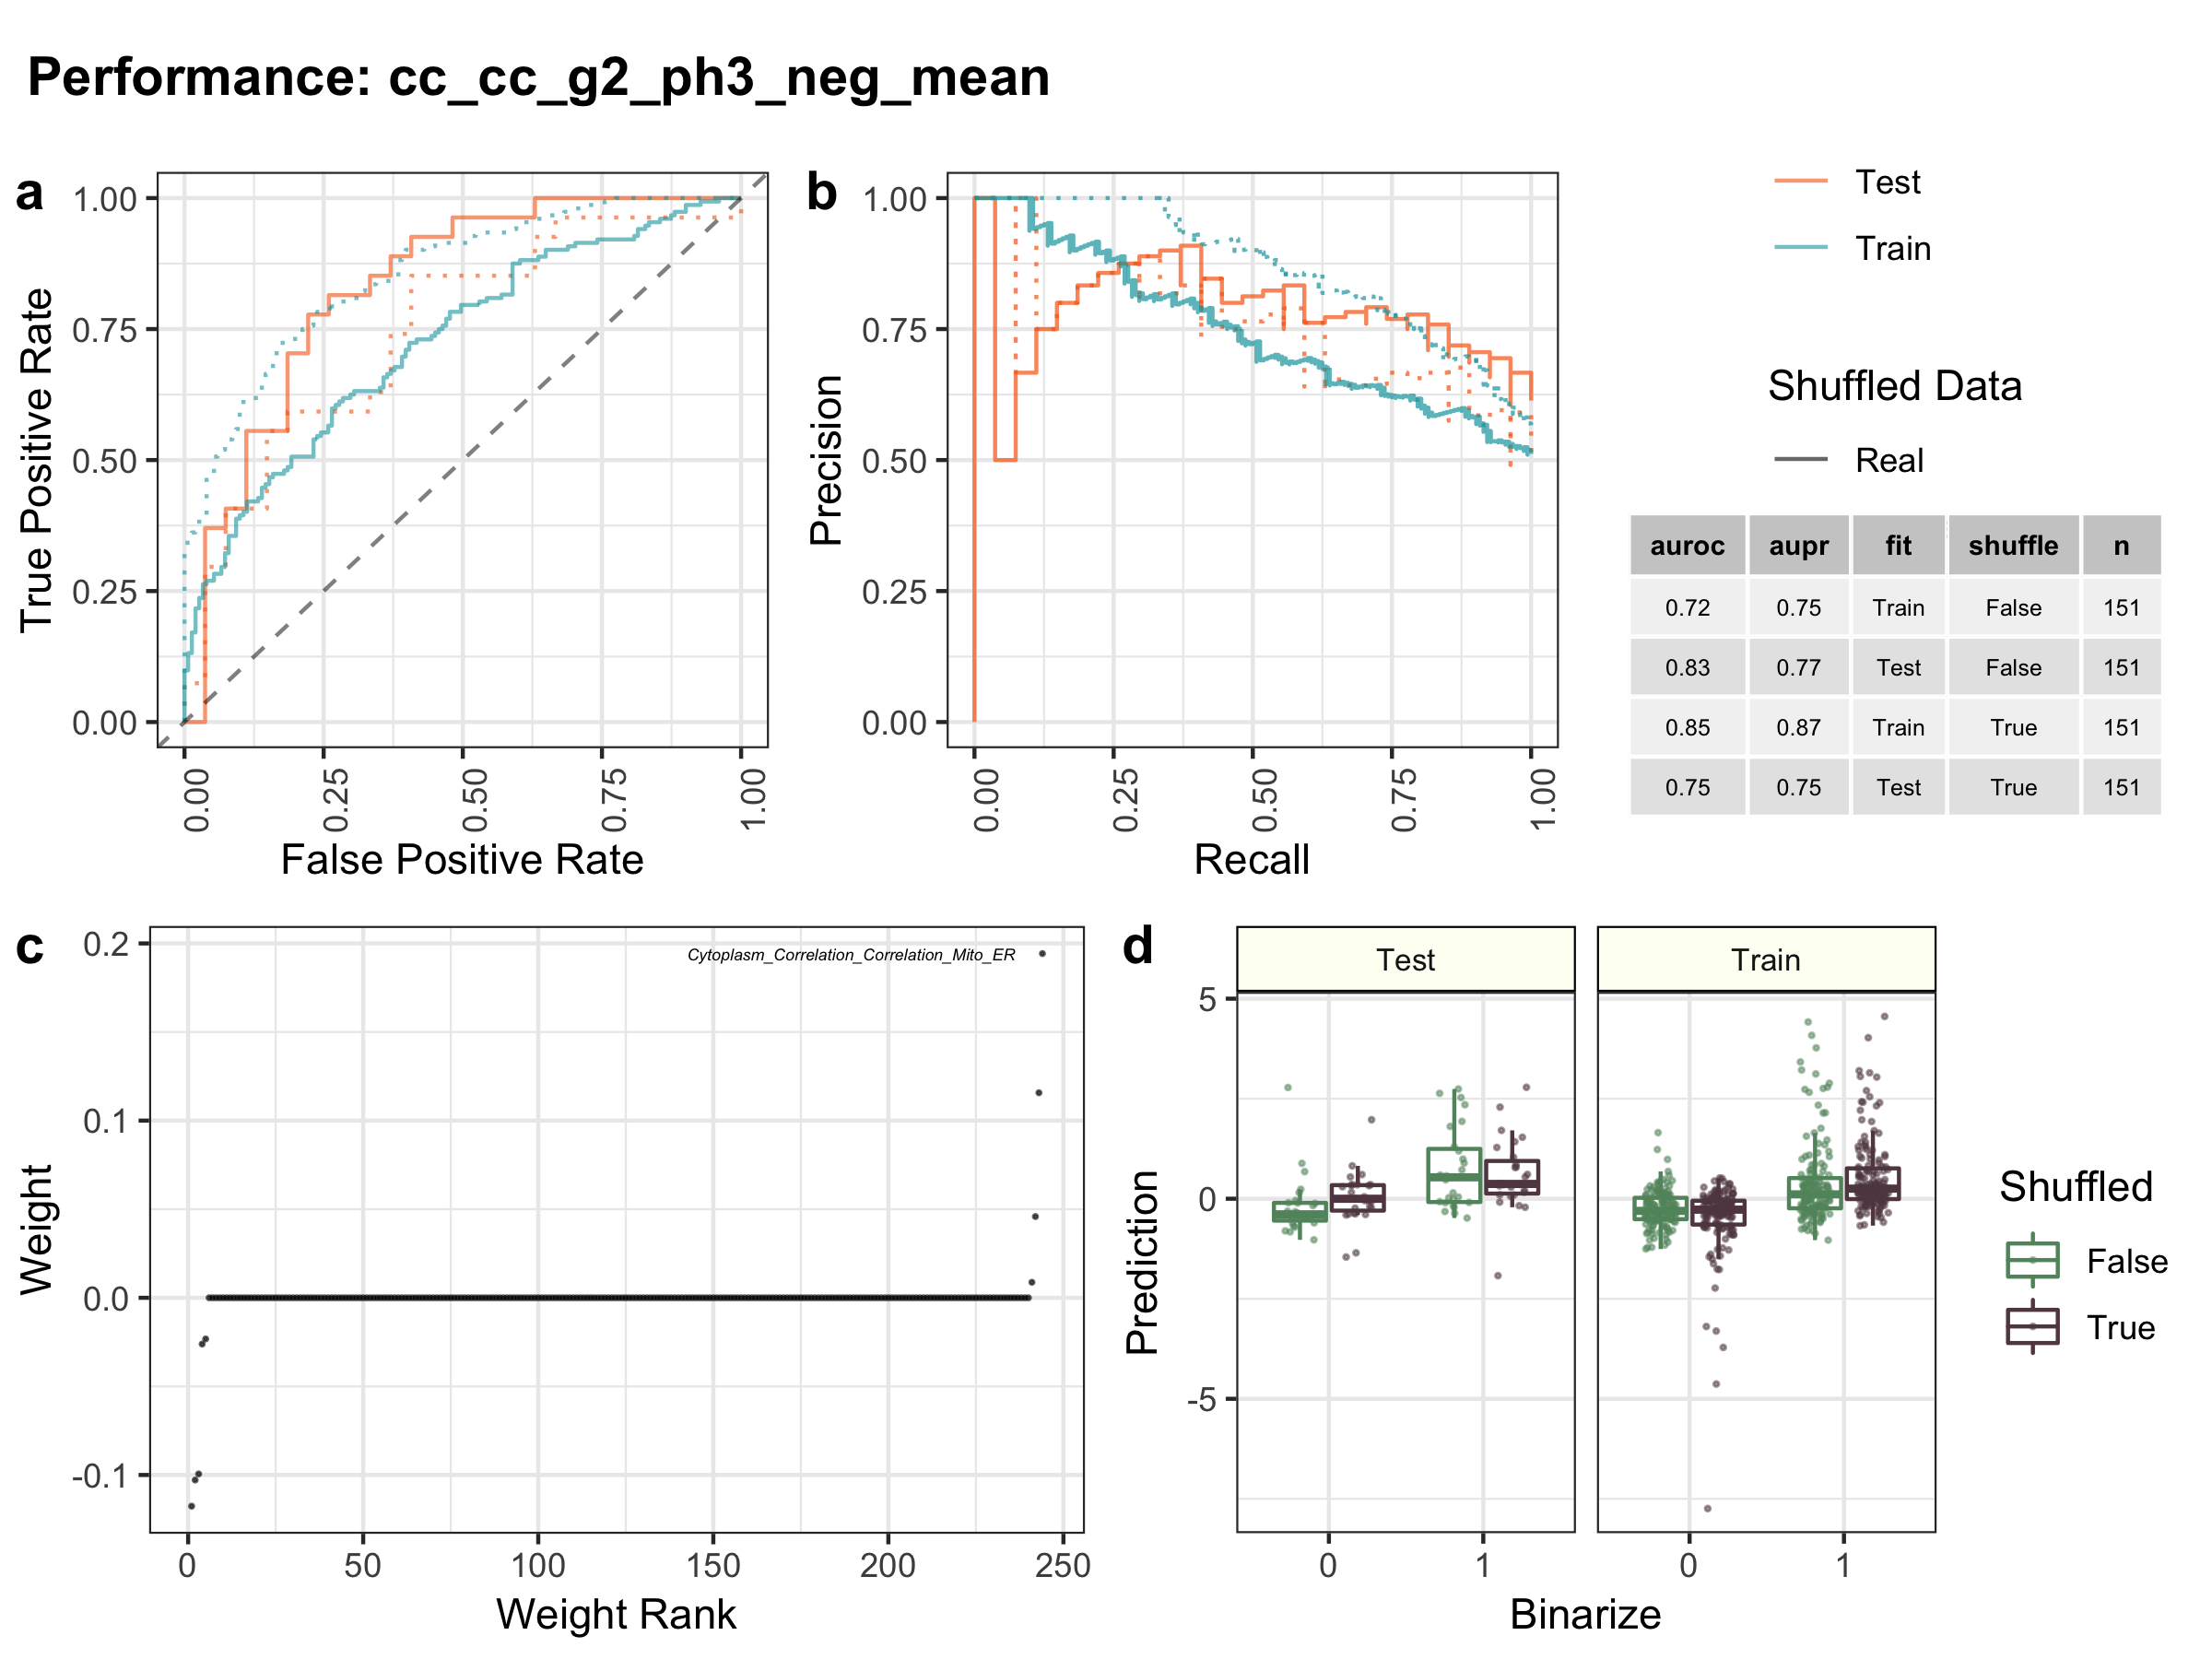 Performance: cc_cc_g2_ph3_neg_mean
a
1.00
0.75
0.50
0.25
0.00
True Positive Rate
0.00
0.25
0.50
0.75
1.00
False Positive Rate
b
1.00
0.75
0.50
0.25
0.00
Precision
0.00
0.25
0.50
0.75
1.00
Recall
Test
Train
Shuffled Data
Real
auroc aupr fit shuffle n
0.72 0.75 Train False 151
0.83 0.77 Test False 151
0.85 0.87 Train True 151
0.75 0.75 Test True 151
c
0.2
0.1
0.0
-0.1
Weight
Cytoplasm_Correlation_Correlation_Mito_ER
0 50 100 150 200 250
Weight Rank
d
Test Train
5
0
-5
Prediction
0 1 0 1
Binarize
Shuffled
False
True